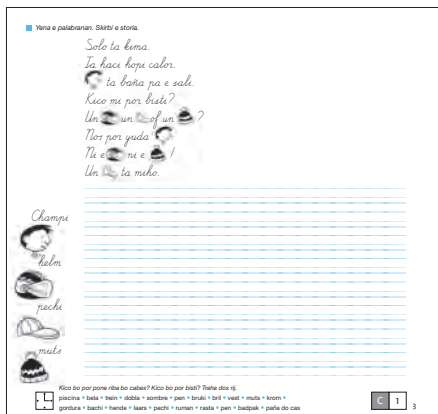 Yena e palabranan. Skirbi e storia.
Solo ta kima.
Ta haci hopi calor.
ta baña pa e sali.
Kico mi por bisti?
Un un of un ?
Nos por yuda
Ni e ni e !
Un ta miho.
Champi
helm
pechi
muts
Kico bo por pone riba bo cabes? Kico bo por bisti? Traha dos rij.
piscina • bela • trein • dobla • sombre • pen • bruki • bril • vest • muts • krom •
gordura • bachi • hende • laars • pechi • ruman • rasta • pen • badpak • paña do cas
C 1
3